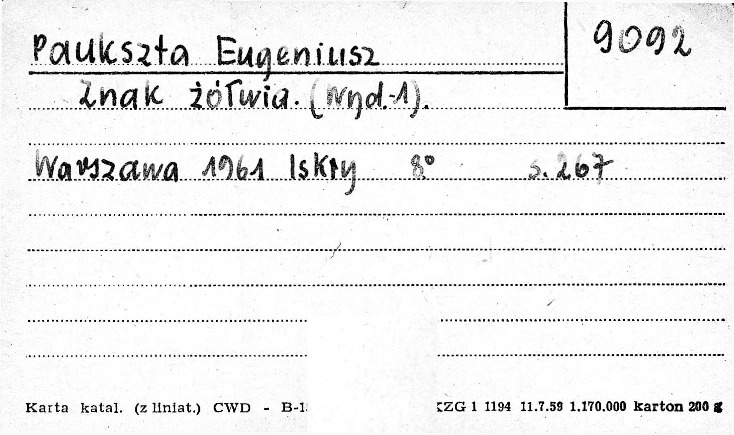 Paukszta Eugeniusz
9092
Znak żółwia. (Wyd. 1).
Warszawa 1961 Iskry 8° s. 267
Karta katal. (z liniat.) CWD - B-1
ZG 1 1194 11.7.59 1.170.000 karton 200 g